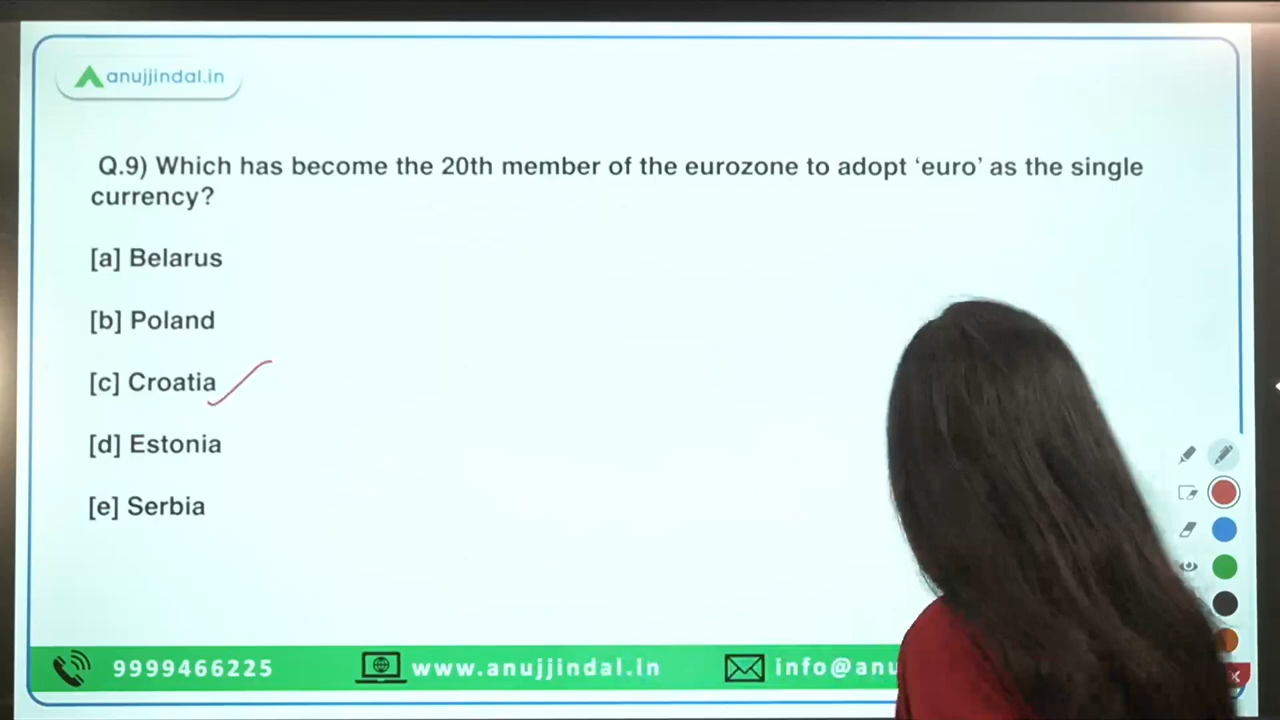 anujjindal.in
Q.9) Which has become the 20th member of the eurozone to adopt ‘euro’ as the single
currency?
[a] Belarus
[b] Poland
[c] Croatia
[d] Estonia
[e] Serbia
9999466225 www.anujjindal.in info@anu